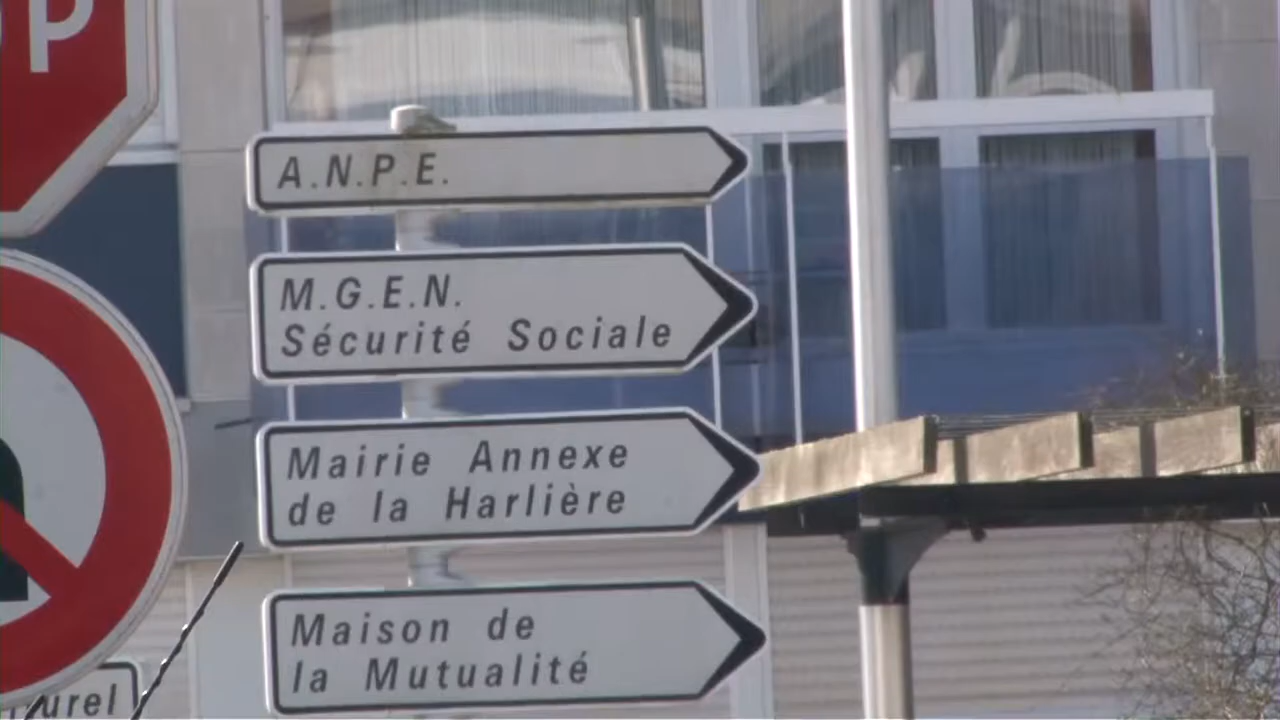 A.N.P.E.
M.G.E.N.
Sécurité Sociale
Mairie Annexe
de la Harlière
Maison de
la Mutualité